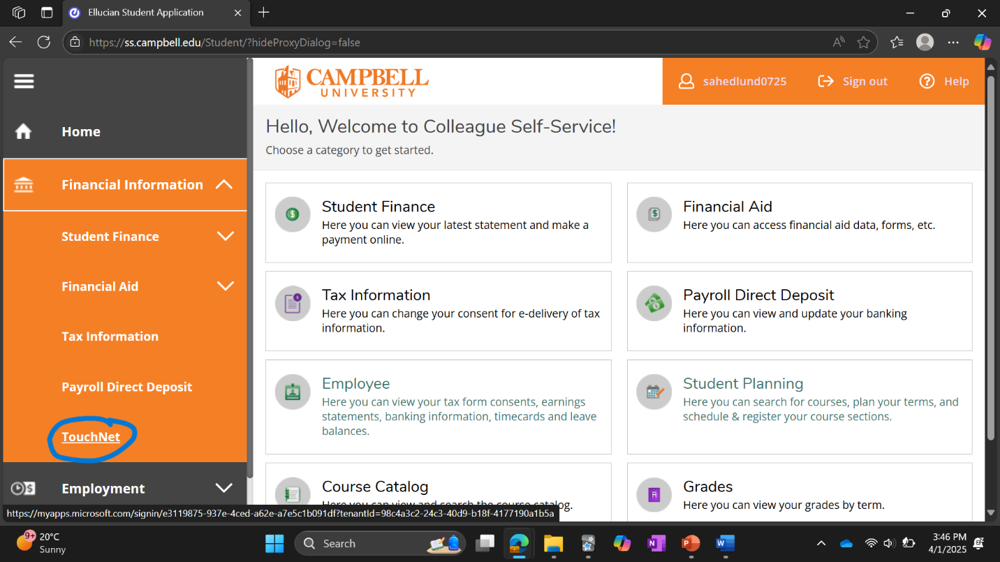 Ellucian Student Application
https://ss.campbell.edu/Student/?hideProxyDialog=false
CAMPBELL
UNIVERSITY
sahedlund0725
Sign out
Help
Home
Financial Information
Student Finance
Financial Aid
Tax Information
Payroll Direct Deposit
TouchNet
Employment
Hello, Welcome to Colleague Self-Service!
Choose a category to get started.
Student Finance
Here you can view your latest statement and make a
payment online.
Financial Aid
Here you can access financial aid data, forms, etc.
Tax Information
Here you can change your consent for e-delivery of tax
information.
Payroll Direct Deposit
Here you can view and update your banking
information.
Employee
Here you can view your tax form consents, earnings
statements, banking information, timecards and leave
balances.
Student Planning
Here you can search for courses, plan your terms, and
schedule & register your course sections.
Course Catalog
Here you can view and search the course catalog.
Grades
Here you can view your grades by term.
https://myapps.microsoft.com/signin/e3119875-937e-4ced-a62e-a7e5c1b091df?tenantId=98c4a3c2-24c3-40d9-b18f-4177190a1b5a
9+
20°C
Sunny
Search
3:46 PM
4/1/2025